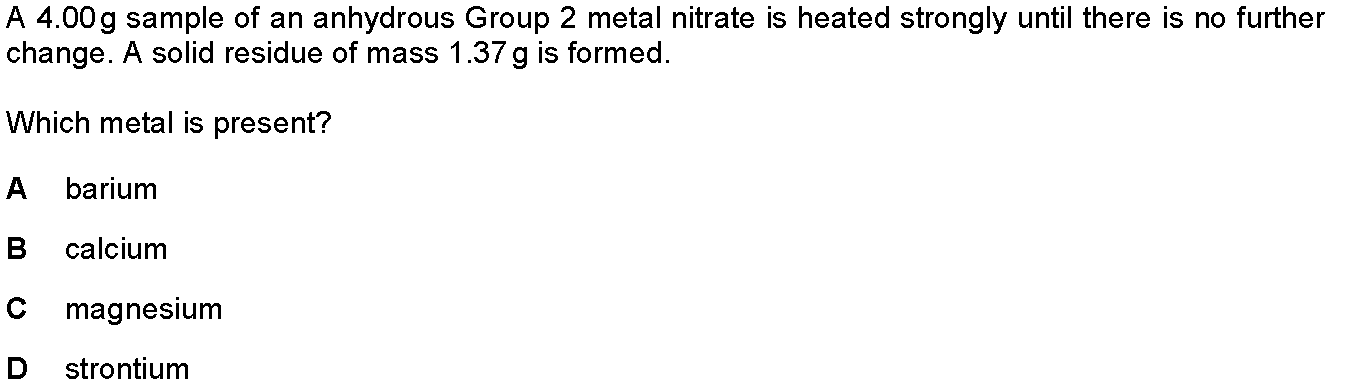 A 4.00 g sample of an anhydrous Group 2 metal nitrate is heated strongly until there is no further
change. A solid residue of mass 1.37 g is formed.
Which metal is present?
A barium
B calcium
C magnesium
D strontium